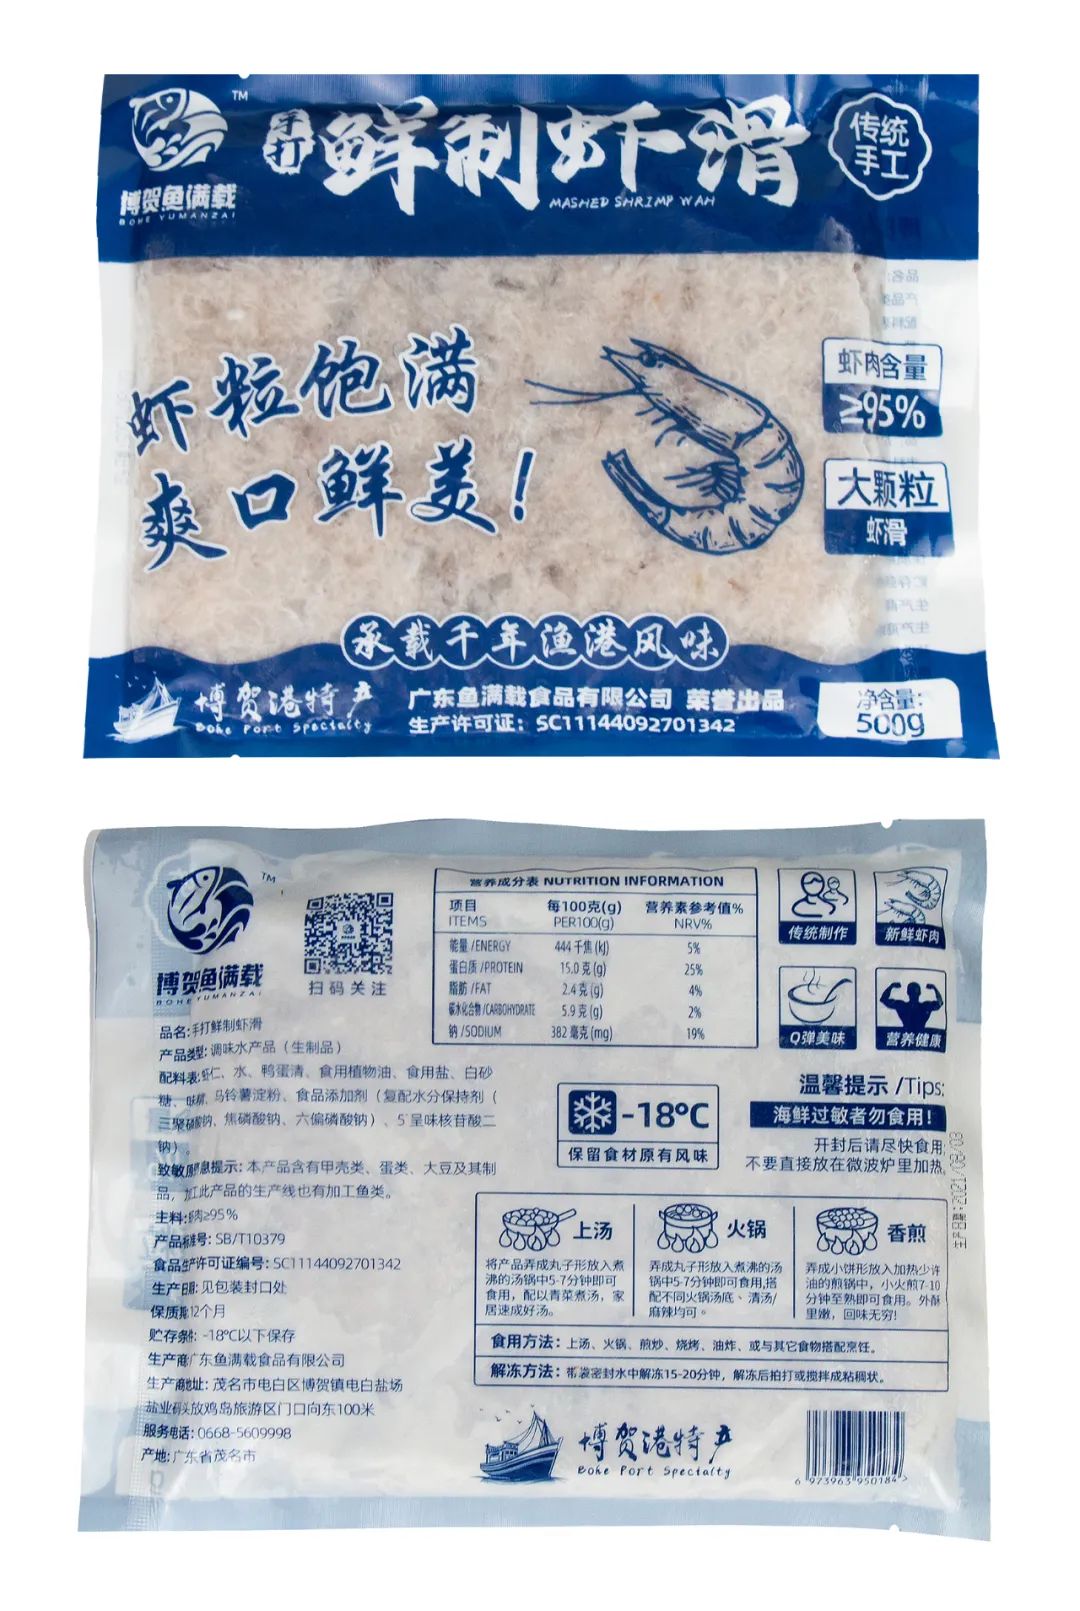 TM
手打
鲜制虾滑
MASHED SHRIMP WAH
传统
手工
博贺鱼满载
BOHE YUMANZAI
虾粒饱满
爽口鲜美！
虾肉含量
≥95%
大颗粒
虾滑
承载千年渔港风味
博贺港特产
Bohe Port Specialty
广东鱼满载食品有限公司 荣誉出品
生产许可证：SC11144092701342
净含量:
500g
TM
博贺鱼满载
BOHE YUMANZAI
扫码关注
营养成分表 NUTRITION INFORMATION
项目 每100克(g) 营养素参考值%
ITEMS PER100(g) NRV%
能量/ENERGY 444 千焦(kJ) 5%
蛋白质/PROTEIN 15.0 克(g) 25%
脂肪/FAT 2.4 克(g) 4%
碳水化合物/CARBOHYDRATE 5.9 克(g) 2%
钠/SODIUM 382 毫克(mg) 19%
传统制作
新鲜虾肉
Q弹美味
营养健康
品名:手打鲜制虾滑
产品类型:调味水产品（生制品）
配料表:虾仁、水、鸭蛋清、食用植物油、食用盐、白砂
糖、味精、马铃薯淀粉、食品添加剂（复配水分保持剂（
三聚磷酸钠、焦磷酸钠、六偏磷酸钠）、5'呈味核苷酸二
钠）。
致敏原信息提示: 本产品含有甲壳类、蛋类、大豆及其制
品，加工此产品的生产线也有加工鱼类。
主料:虾肉≥95%
产品标准号: SB/T10379
食品生产许可证编号: SC11144092701342
生产日期: 见包装封口处
保质期:12个月
贮存条件: -18℃以下保存
生产商:广东鱼满载食品有限公司
生产商地址: 茂名市电白区博贺镇电白盐场
盐业码头放鸡岛旅游区门口向东100米
服务电话: 0668-5609998
产地:广东省茂名市
-18℃
保留食材原有风味
温馨提示/Tips:
海鲜过敏者勿食用！
开封后请尽快食用
不要直接放在微波炉里加热
生产日期:2021/08/03
上汤
将产品弄成丸子形放入煮
沸的汤锅中5-7分钟即可
食用，配以青菜煮汤，家
居速成好汤。
火锅
弄成丸子形放入煮沸的汤
锅中5-7分钟即可食用,搭
配不同火锅汤底、清汤/
麻辣均可。
香煎
弄成小饼形放入加热少许
油的煎锅中，小火煎7-10
分钟至熟即可食用。外酥
里嫩，回味无穷!
食用方法：上汤、火锅、煎炒、烧烤、油炸、或与其它食物搭配烹饪。
解冻方法：带袋密封水中解冻15-20分钟，解冻后拍打或搅拌成粘稠状。
博贺港特产
Bohe Port Specialty
6 973963 950184 >